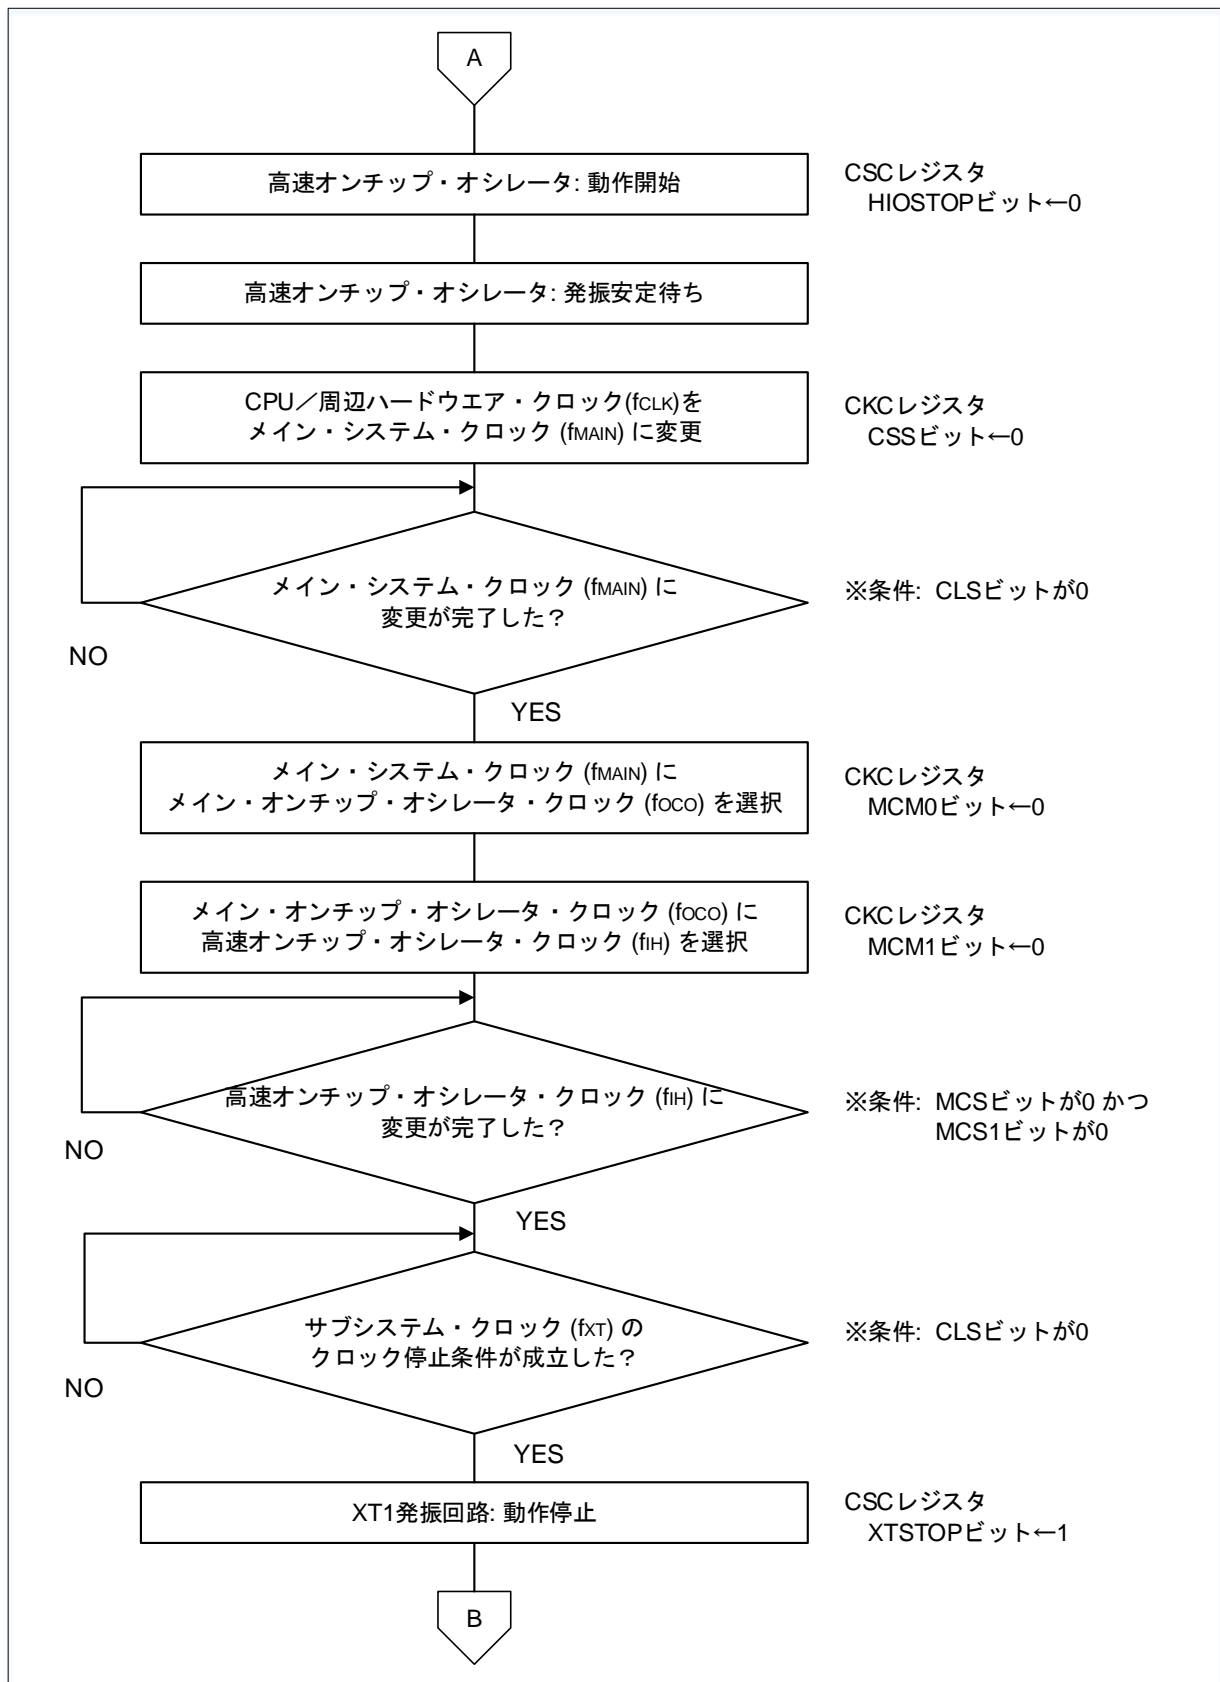 A
高速オンチップ・オシレータ: 動作開始
CSCレジスタ
HIOSTOPビット←0
高速オンチップ・オシレータ: 発振安定待ち
CPU／周辺ハードウエア・クロック(fCLK)を
メイン・システム・クロック (fMAIN) に変更
CKCレジスタ
CSSビット←0
メイン・システム・クロック (fMAIN) に
変更が完了した？
※条件: CLSビットが0
NO
YES
メイン・システム・クロック (fMAIN) に
メイン・オンチップ・オシレータ・クロック (fOCO) を選択
CKCレジスタ
MCM0ビット←0
メイン・オンチップ・オシレータ・クロック (fOCO) に
高速オンチップ・オシレータ・クロック (fIH) を選択
CKCレジスタ
MCM1ビット←0
高速オンチップ・オシレータ・クロック (fIH) に
変更が完了した？
※条件: MCSビットが0 かつ
MCS1ビットが0
NO
YES
サブシステム・クロック (fXT) の
クロック停止条件が成立した？
※条件: CLSビットが0
NO
YES
XT1発振回路: 動作停止
CSCレジスタ
XTSTOPビット←1
B